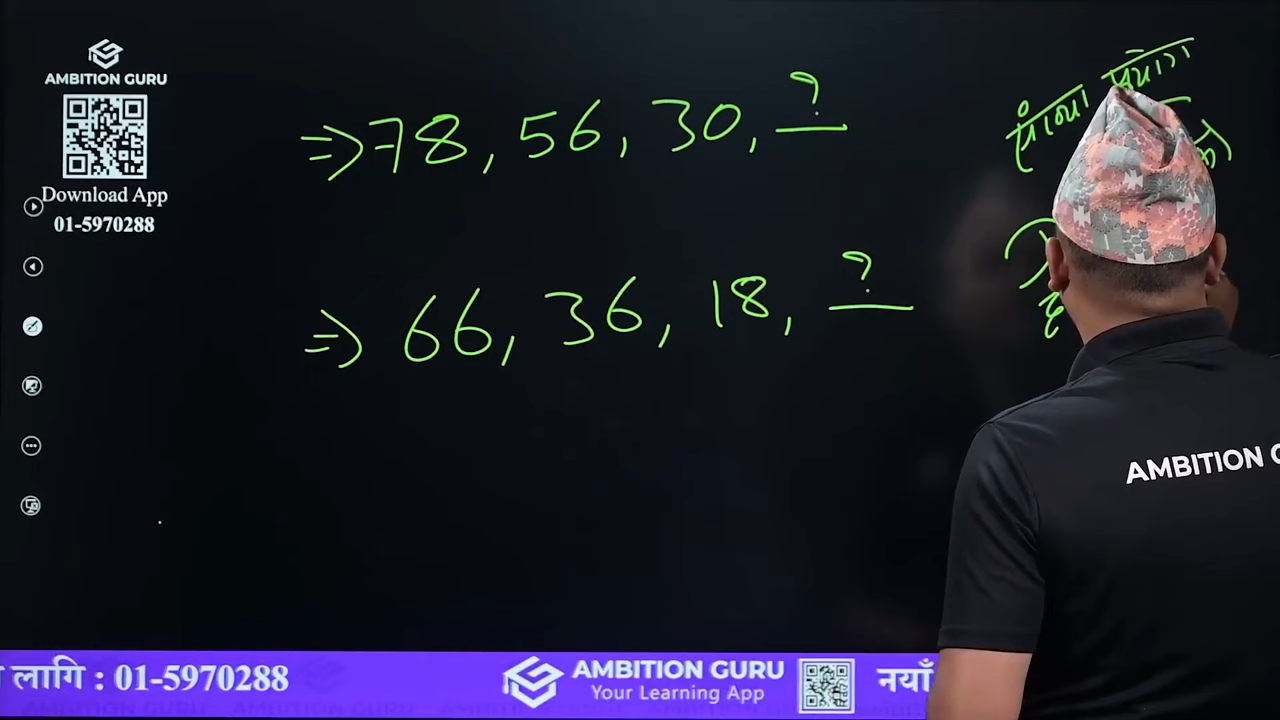 AMBITION GURU
Download App
01-5970288
⇒ 78, 56, 30, ?
⇒ 66, 36, 18, ?
संख्या
AMBITION G
लागि : 01-5970288
AMBITION GURU
Your Learning App
नयाँ